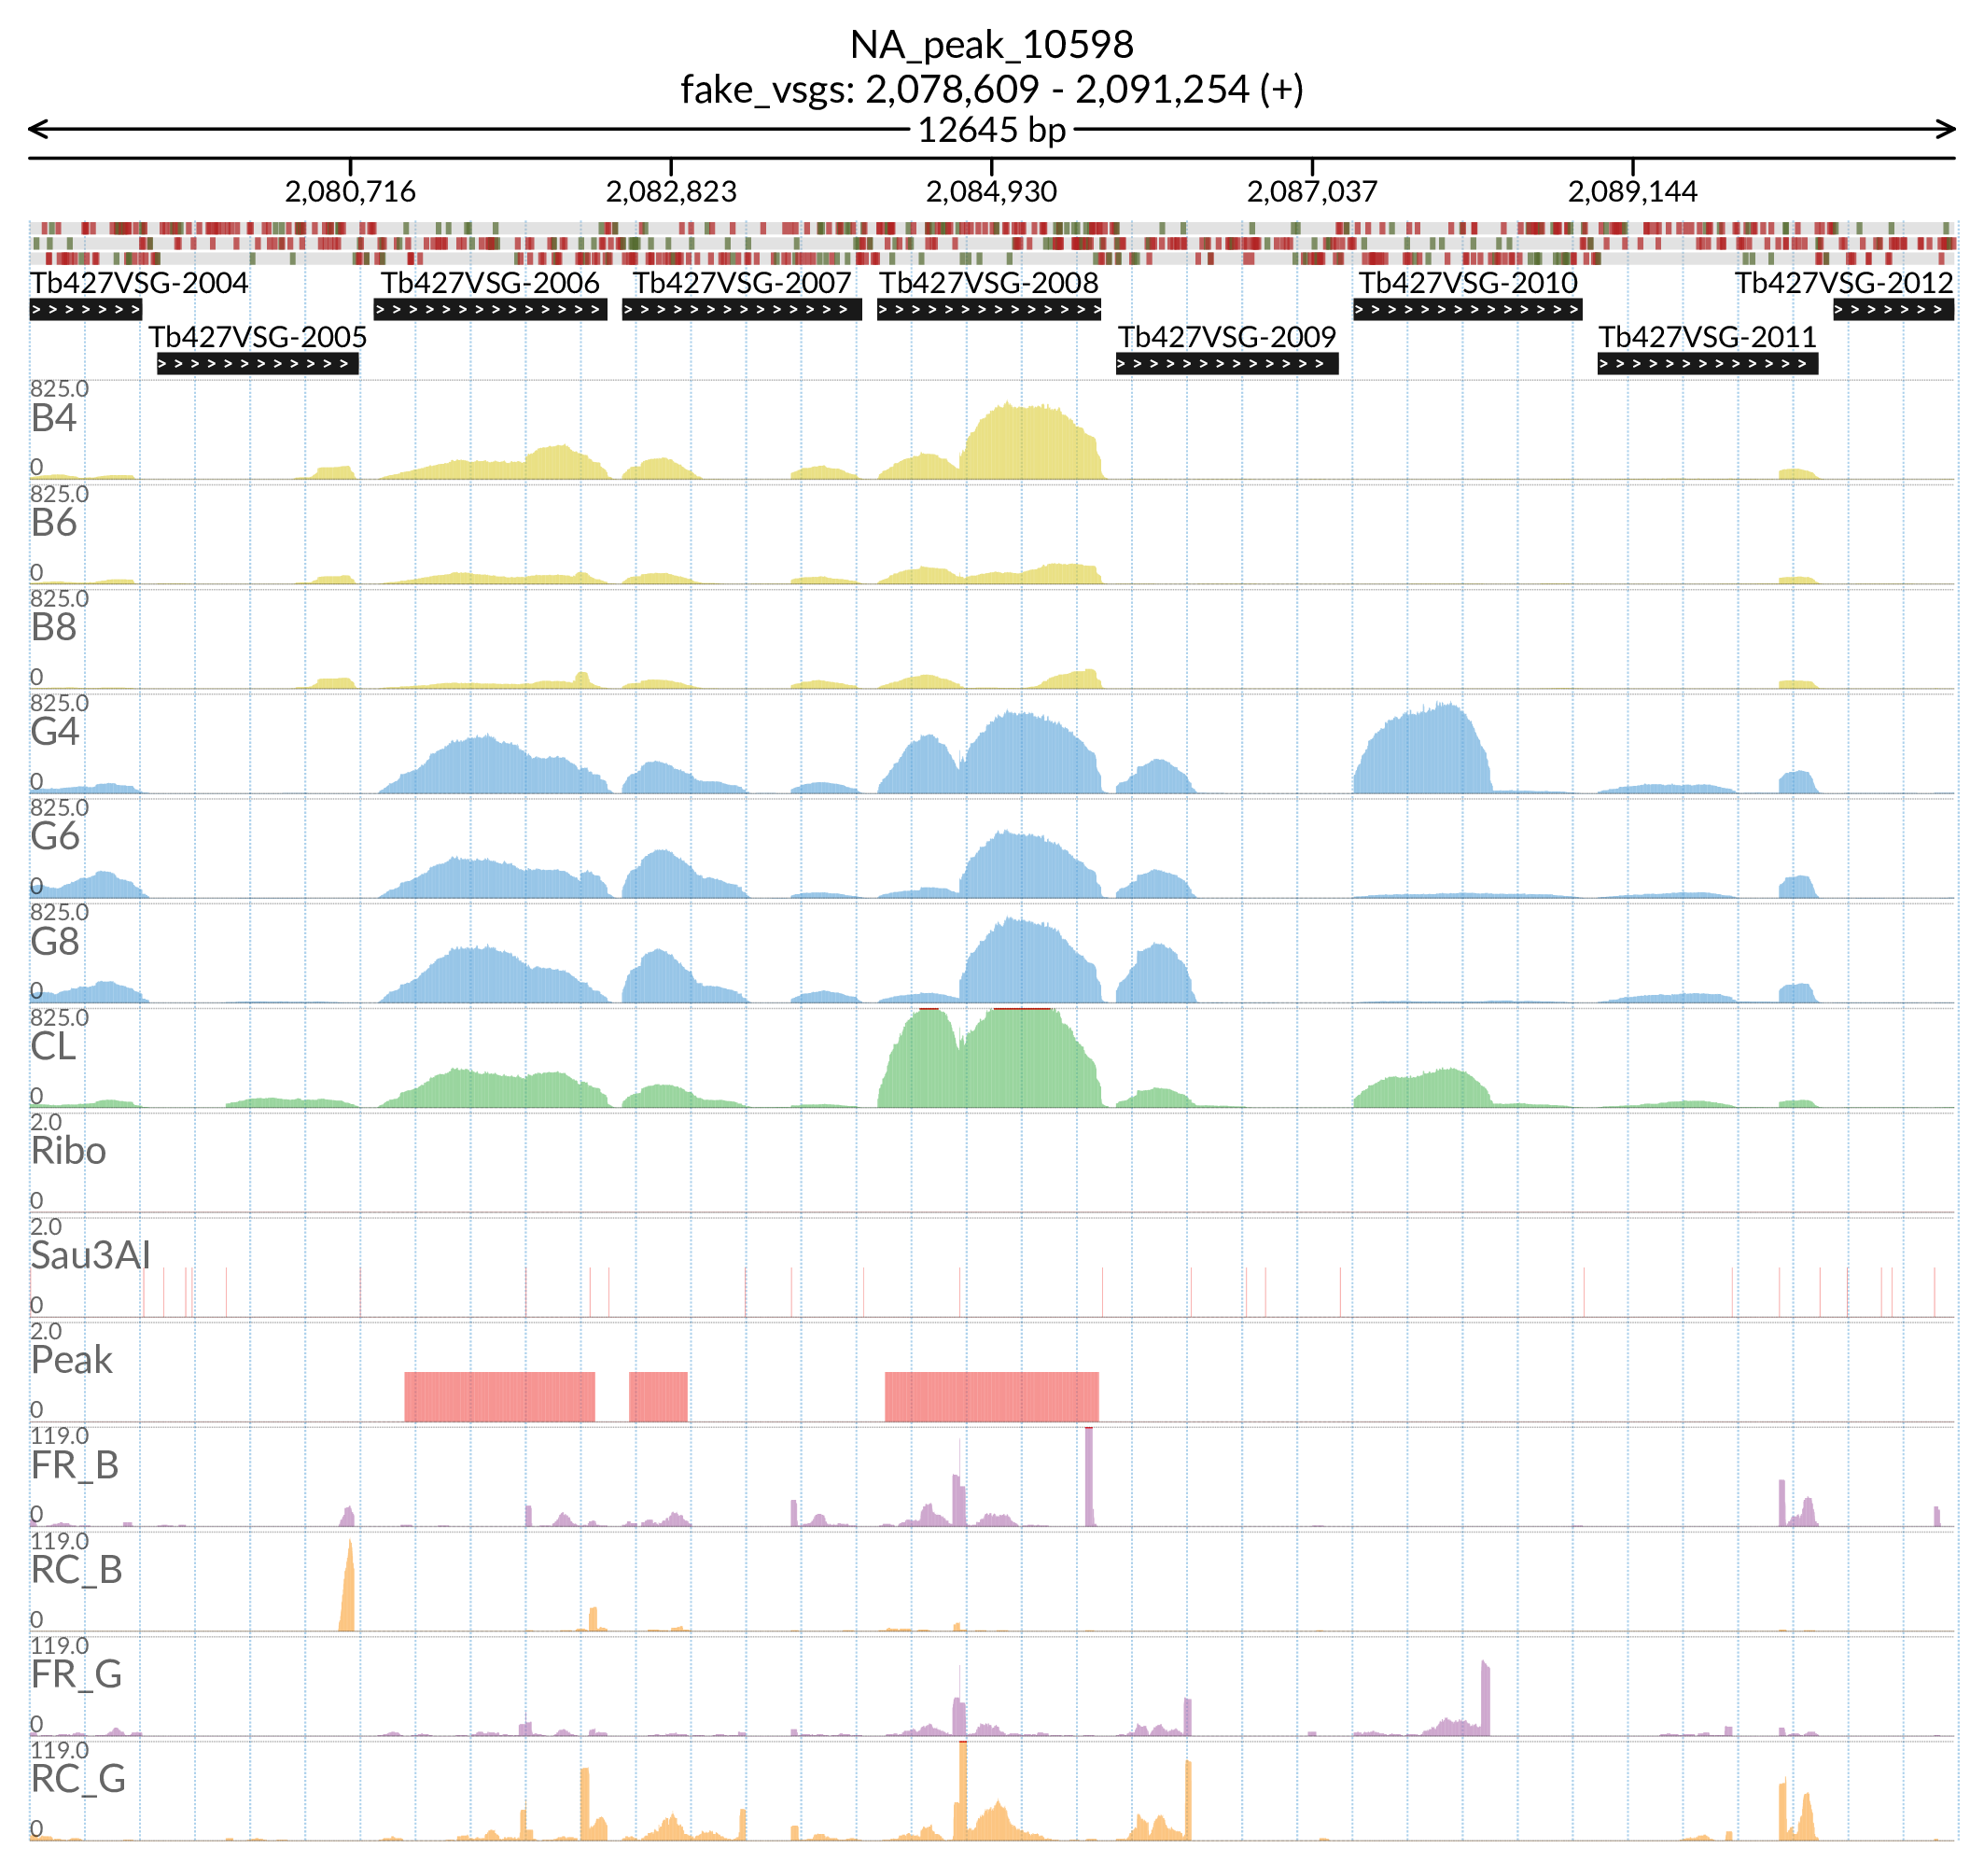 NA_peak_10598
fake_vsgs: 2,078,609 - 2,091,254 (+)
12645 bp
2,080,716 2,082,823 2,084,930 2,087,037 2,089,144
Tb427VSG-2004 Tb427VSG-2006 Tb427VSG-2007 Tb427VSG-2008 Tb427VSG-2010 Tb427VSG-2012
Tb427VSG-2005 Tb427VSG-2009 Tb427VSG-2011
825.0
B4
0
825.0
B6
0
825.0
B8
0
825.0
G4
0
825.0
G6
0
825.0
G8
0
825.0
CL
0
2.0
Ribo
0
2.0
Sau3AI
0
2.0
Peak
0
119.0
FR_B
0
119.0
RC_B
0
119.0
FR_G
0
119.0
RC_G
0